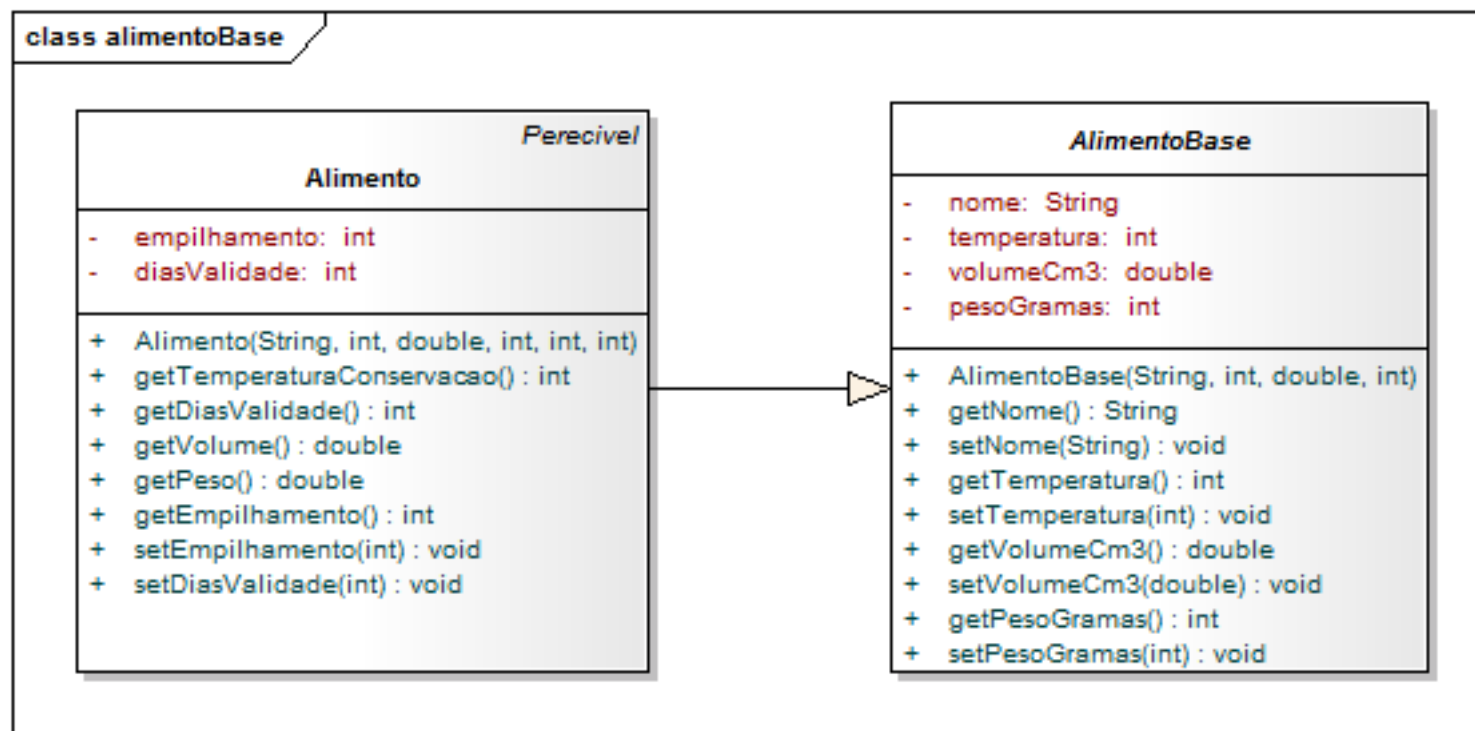 class alimentoBase
Perecivel
Alimento
- empilhamento: int
- diasValidade: int
+ Alimento(String, int, double, int, int, int)
+ getTemperaturaConservacao() : int
+ getDiasValidade() : int
+ getVolume() : double
+ getPeso() : double
+ getEmpilhamento() : int
+ setEmpilhamento(int) : void
+ setDiasValidade(int) : void
AlimentoBase
- nome: String
- temperatura: int
- volumeCm3: double
- pesoGramas: int
+ AlimentoBase(String, int, double, int)
+ getNome() : String
+ setNome(String) : void
+ getTemperatura() : int
+ setTemperatura(int) : void
+ getVolumeCm3() : double
+ setVolumeCm3(double) : void
+ getPesoGramas() : int
+ setPesoGramas(int) : void